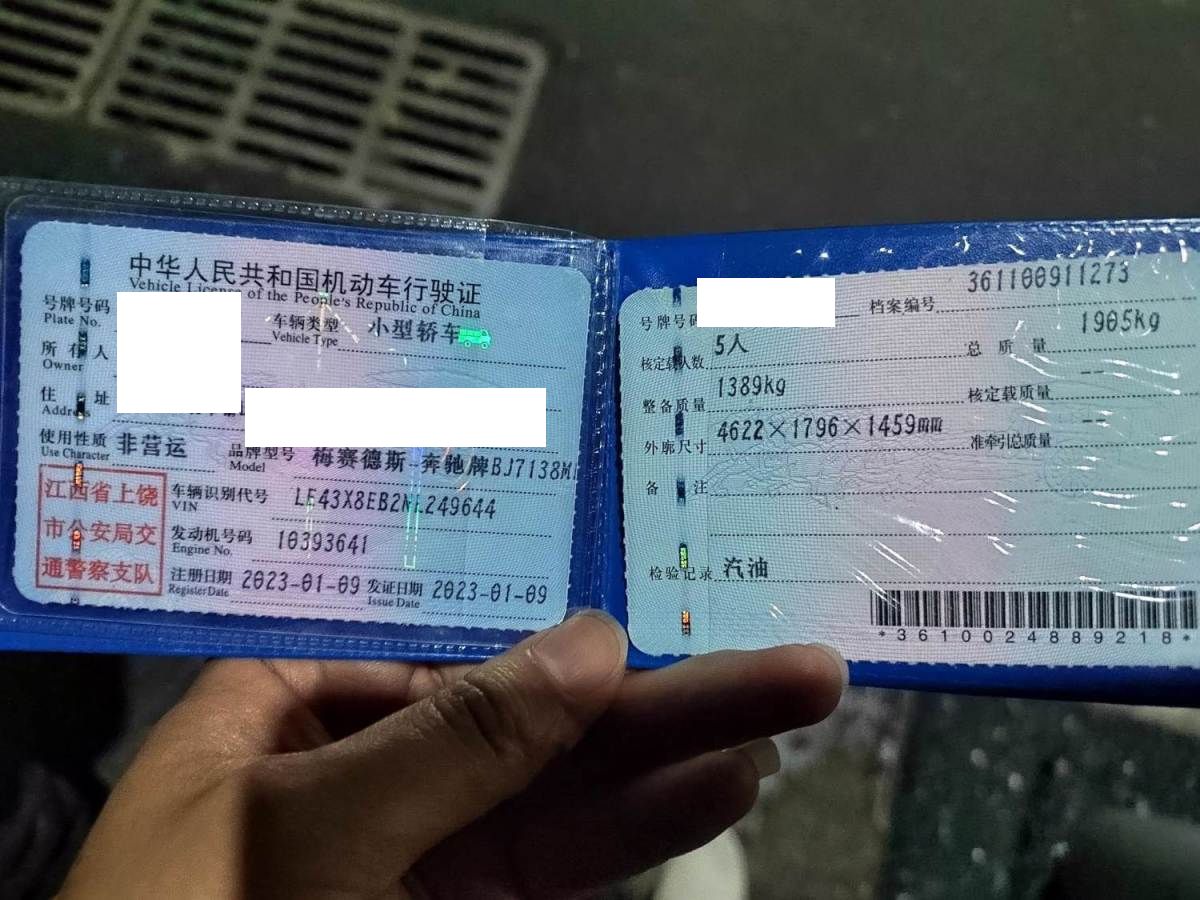 中华人民共和国机动车行驶证
Vehicle License of the People's Republic of China
号牌号码
Plate No.
车辆类型 小型轿车
Vehicle Type
所有人
Owner
住址
Address
使用性质 非营运
Use Character
品牌型号 梅赛德斯-奔驰牌BJ7138
Model
江西省上饶
市公安局交
通警察支队
车辆识别代号
VIN
发动机号码 10393641
Engine No.
注册日期 2023-01-09 发证日期 2023-01-09
Register Date Issue Date
号牌号码 档案编号 361100911273
核定载人数 5人 总质量 1905kg
整备质量 1389kg 核定载质量 --
外廓尺寸 4622×1796×1459mm 准牵引总质量 --
备注
检验记录 汽油
*3610024889218*